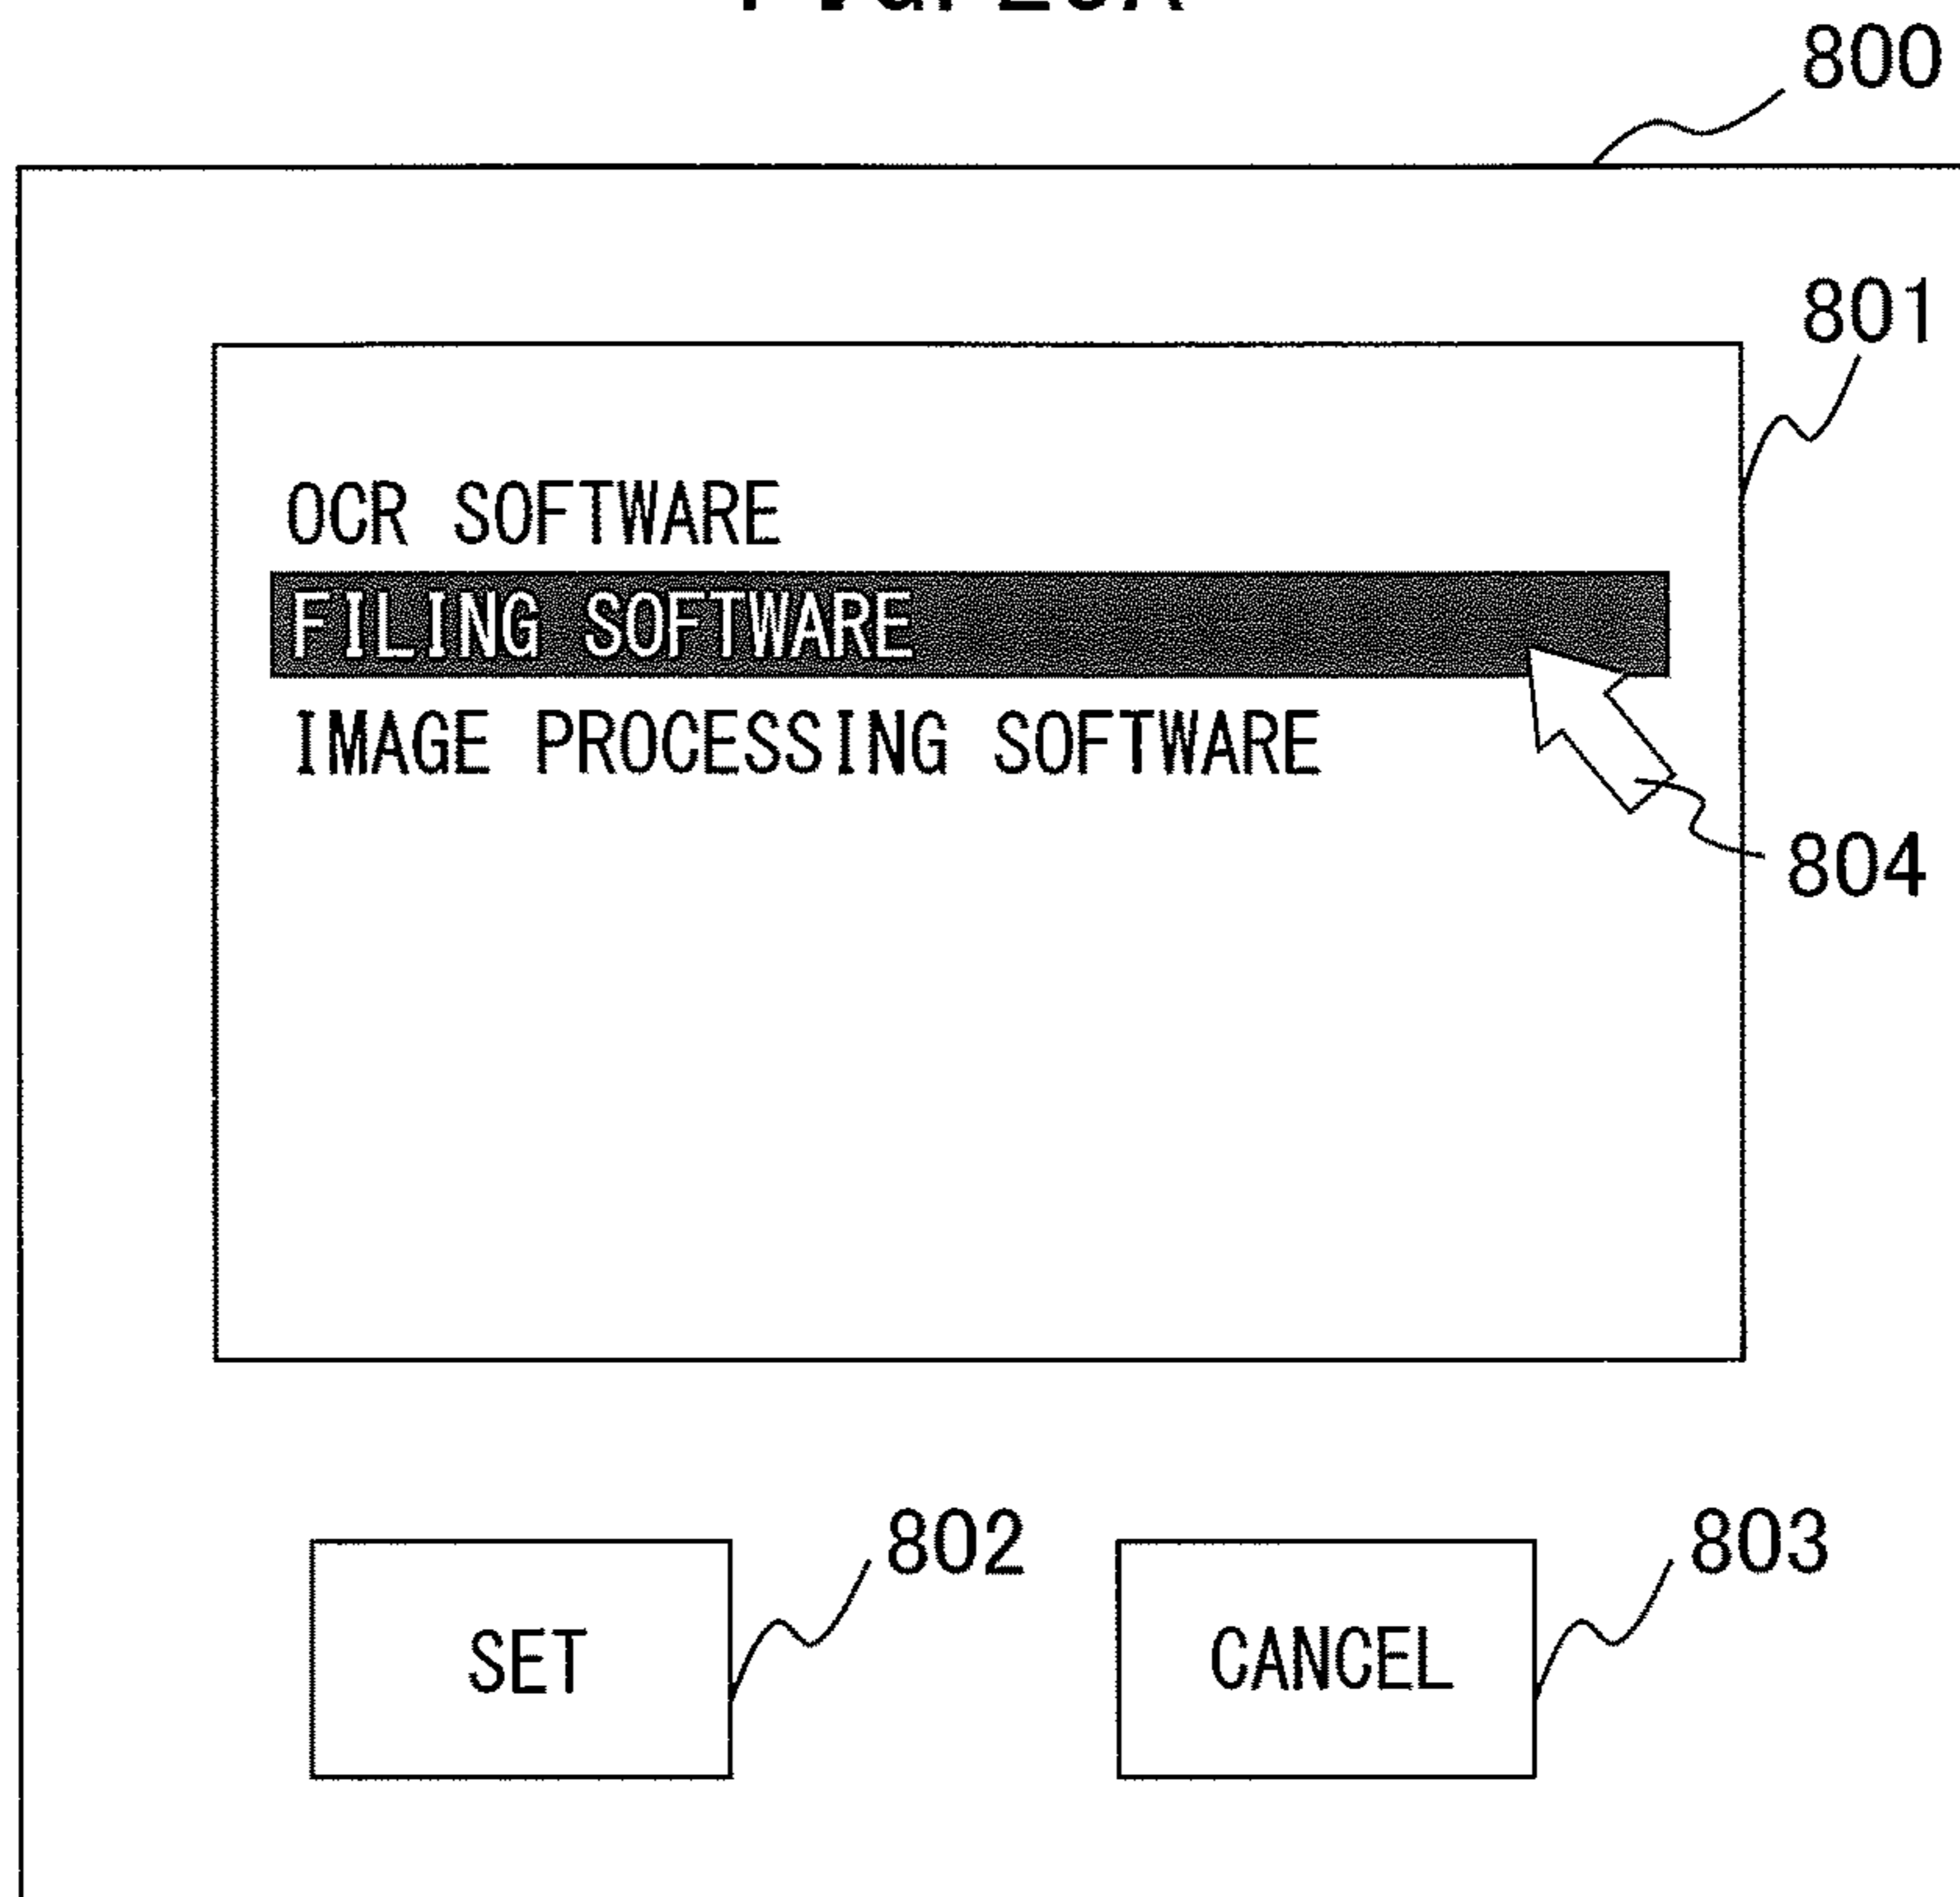 800
801
OCR SOFTWARE
FILING SOFTWARE
IMAGE PROCESSING SOFTWARE
804
802
803
SET
CANCEL